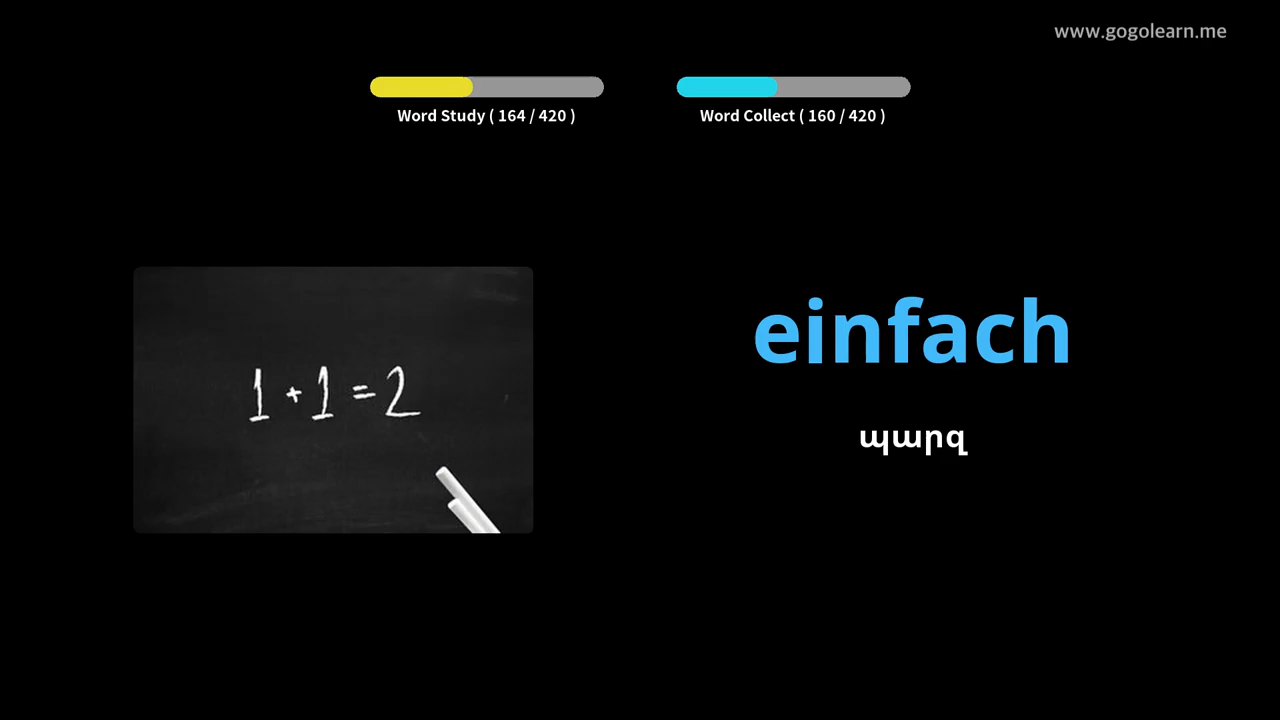 www.gogolearn.me
Word Study ( 164 / 420 )
Word Collect ( 160 / 420 )
1 + 1 = 2
einfach
պարզ